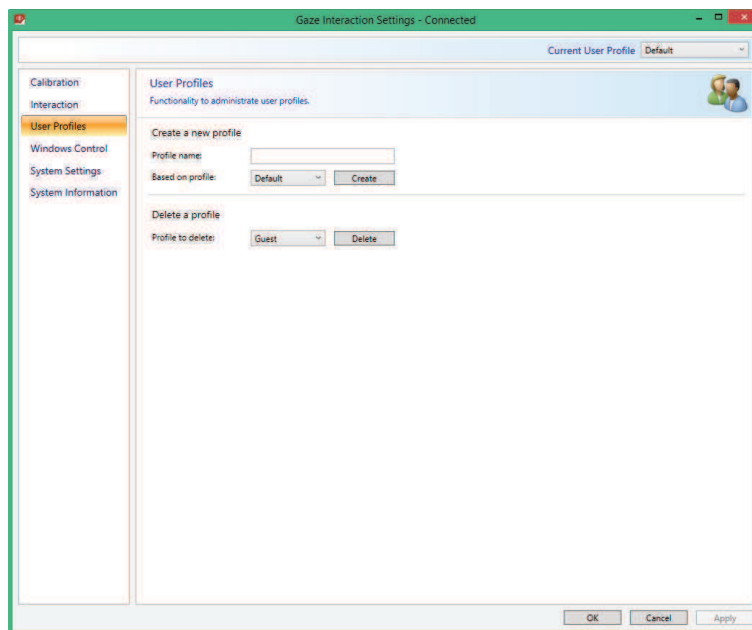 Gaze Interaction Settings - Connected
Current User Profile Default
Calibration
Interaction
User Profiles
Windows Control
System Settings
System Information
User Profiles
Functionality to administrate user profiles.
Create a new profile
Profile name:
Based on profile: Default Create
Delete a profile
Profile to delete: Guest Delete
OK Cancel Apply